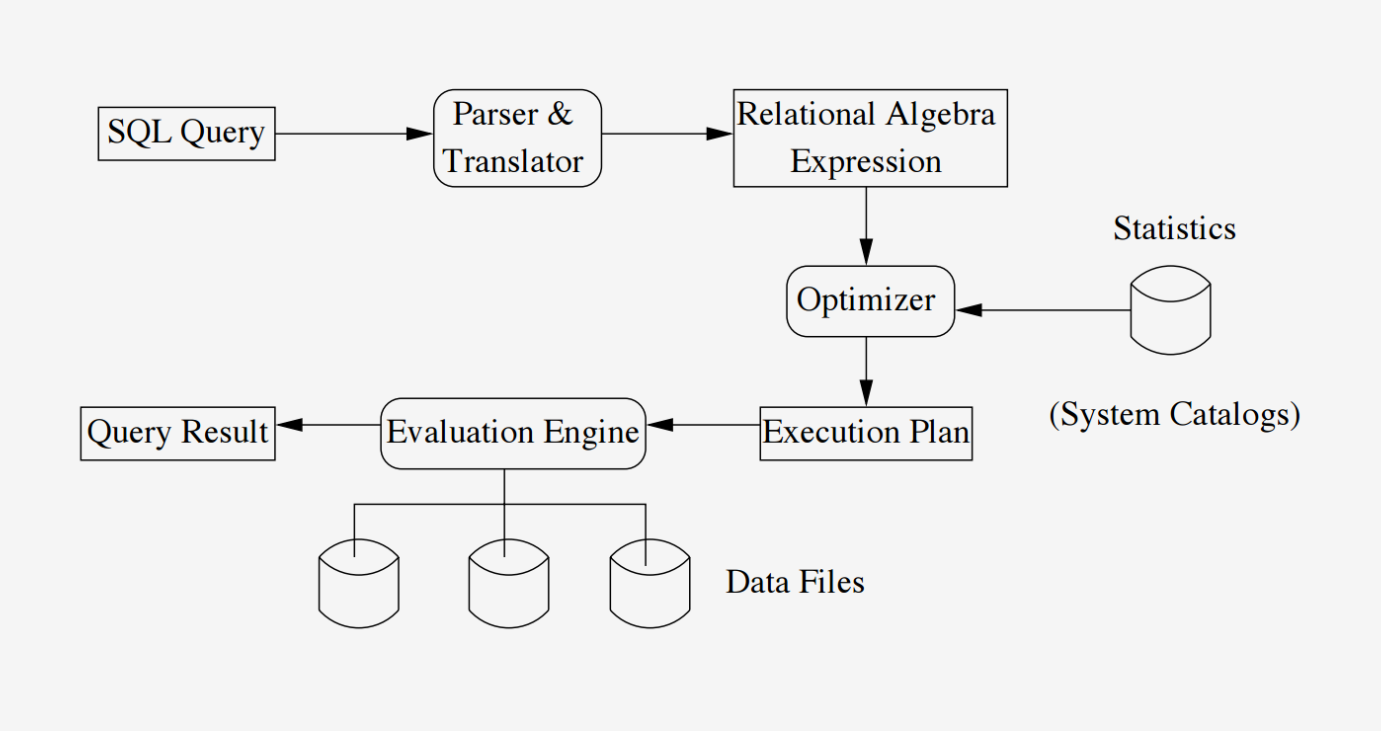 SQL Query
Parser &
Translator
Relational Algebra
Expression
Statistics
Optimizer
(System Catalogs)
Query Result
Evaluation Engine
Execution Plan
Data Files